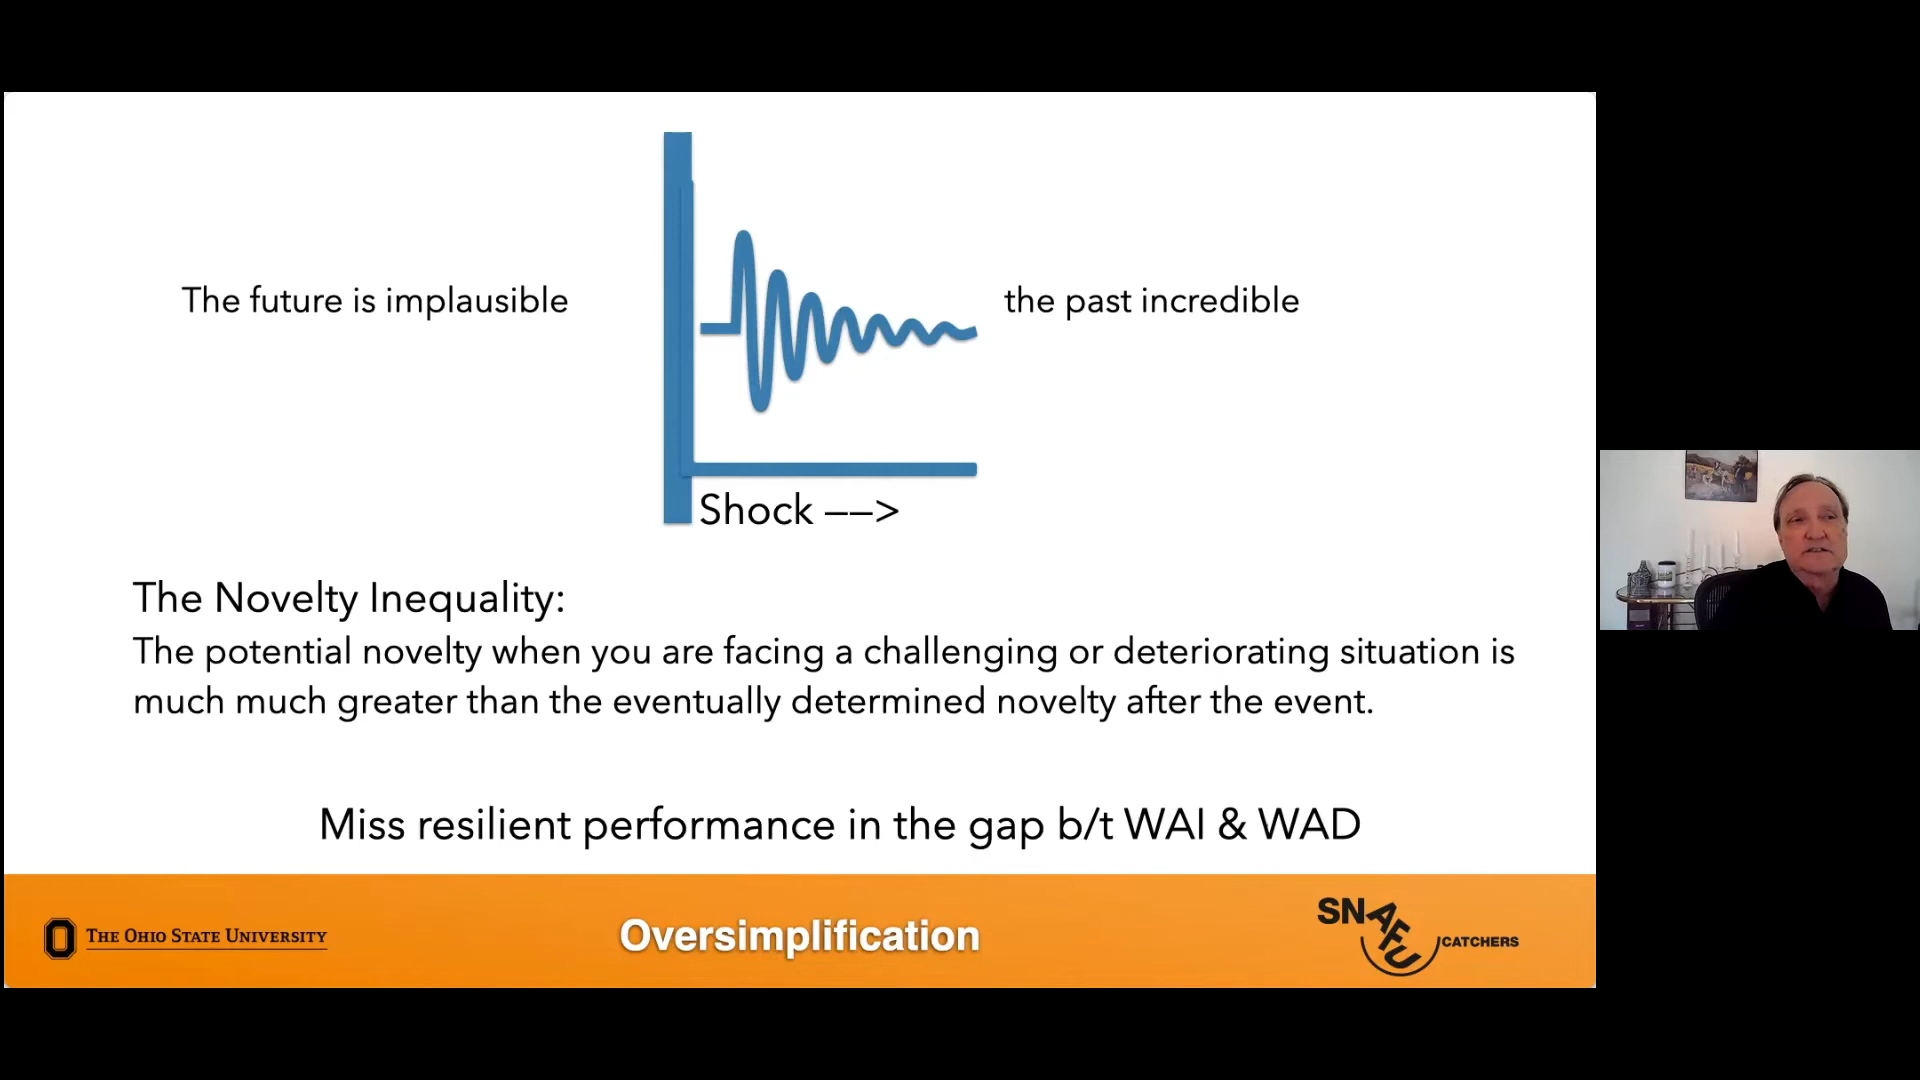 The future is implausible
the past incredible
Shock ––>
The Novelty Inequality:
The potential novelty when you are facing a challenging or deteriorating situation is
much much greater than the eventually determined novelty after the event.
Miss resilient performance in the gap b/t WAI & WAD
THE OHIO STATE UNIVERSITY
Oversimplification
SNAFU
CATCHERS